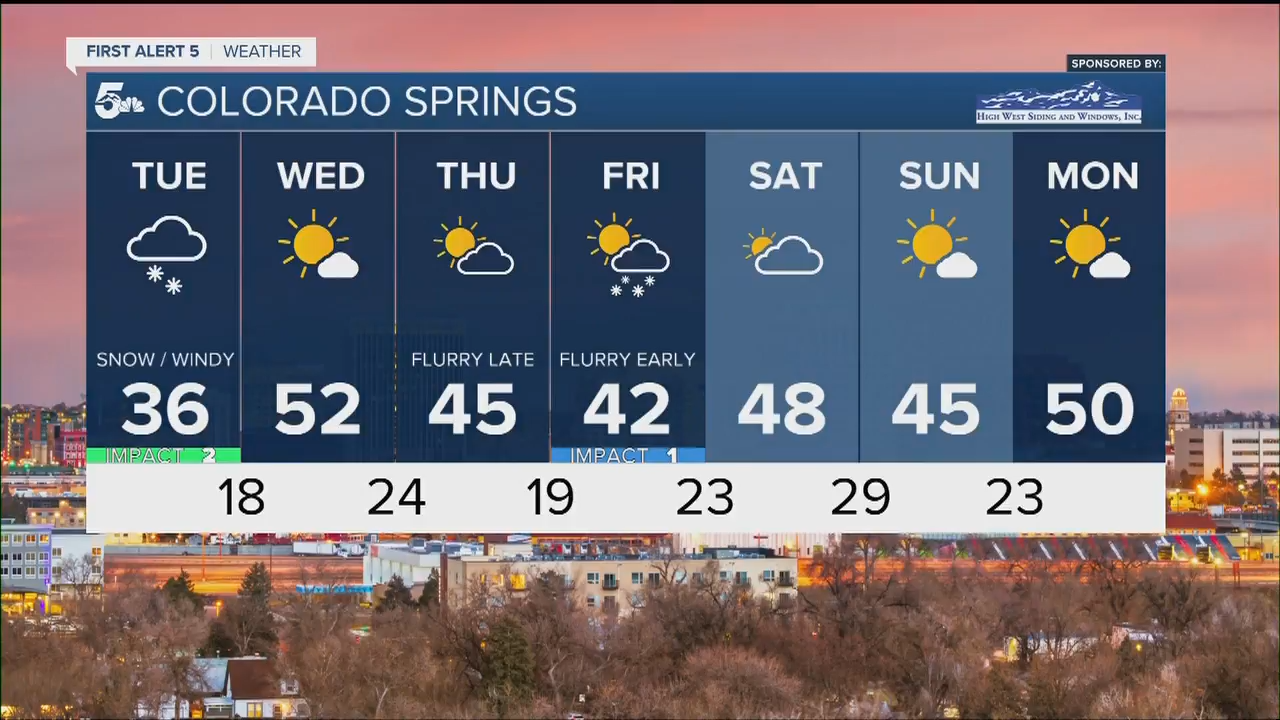 FIRST ALERT 5 | WEATHER
SPONSORED BY:
5 COLORADO SPRINGS
HIGH WEST SIDING AND WINDOWS, INC.
TUE WED THU FRI SAT SUN MON
SNOW / WINDY FLURRY LATE FLURRY EARLY
36 52 45 42 48 45 50
IMPACT 2 IMPACT 1
18 24 19 23 29 23